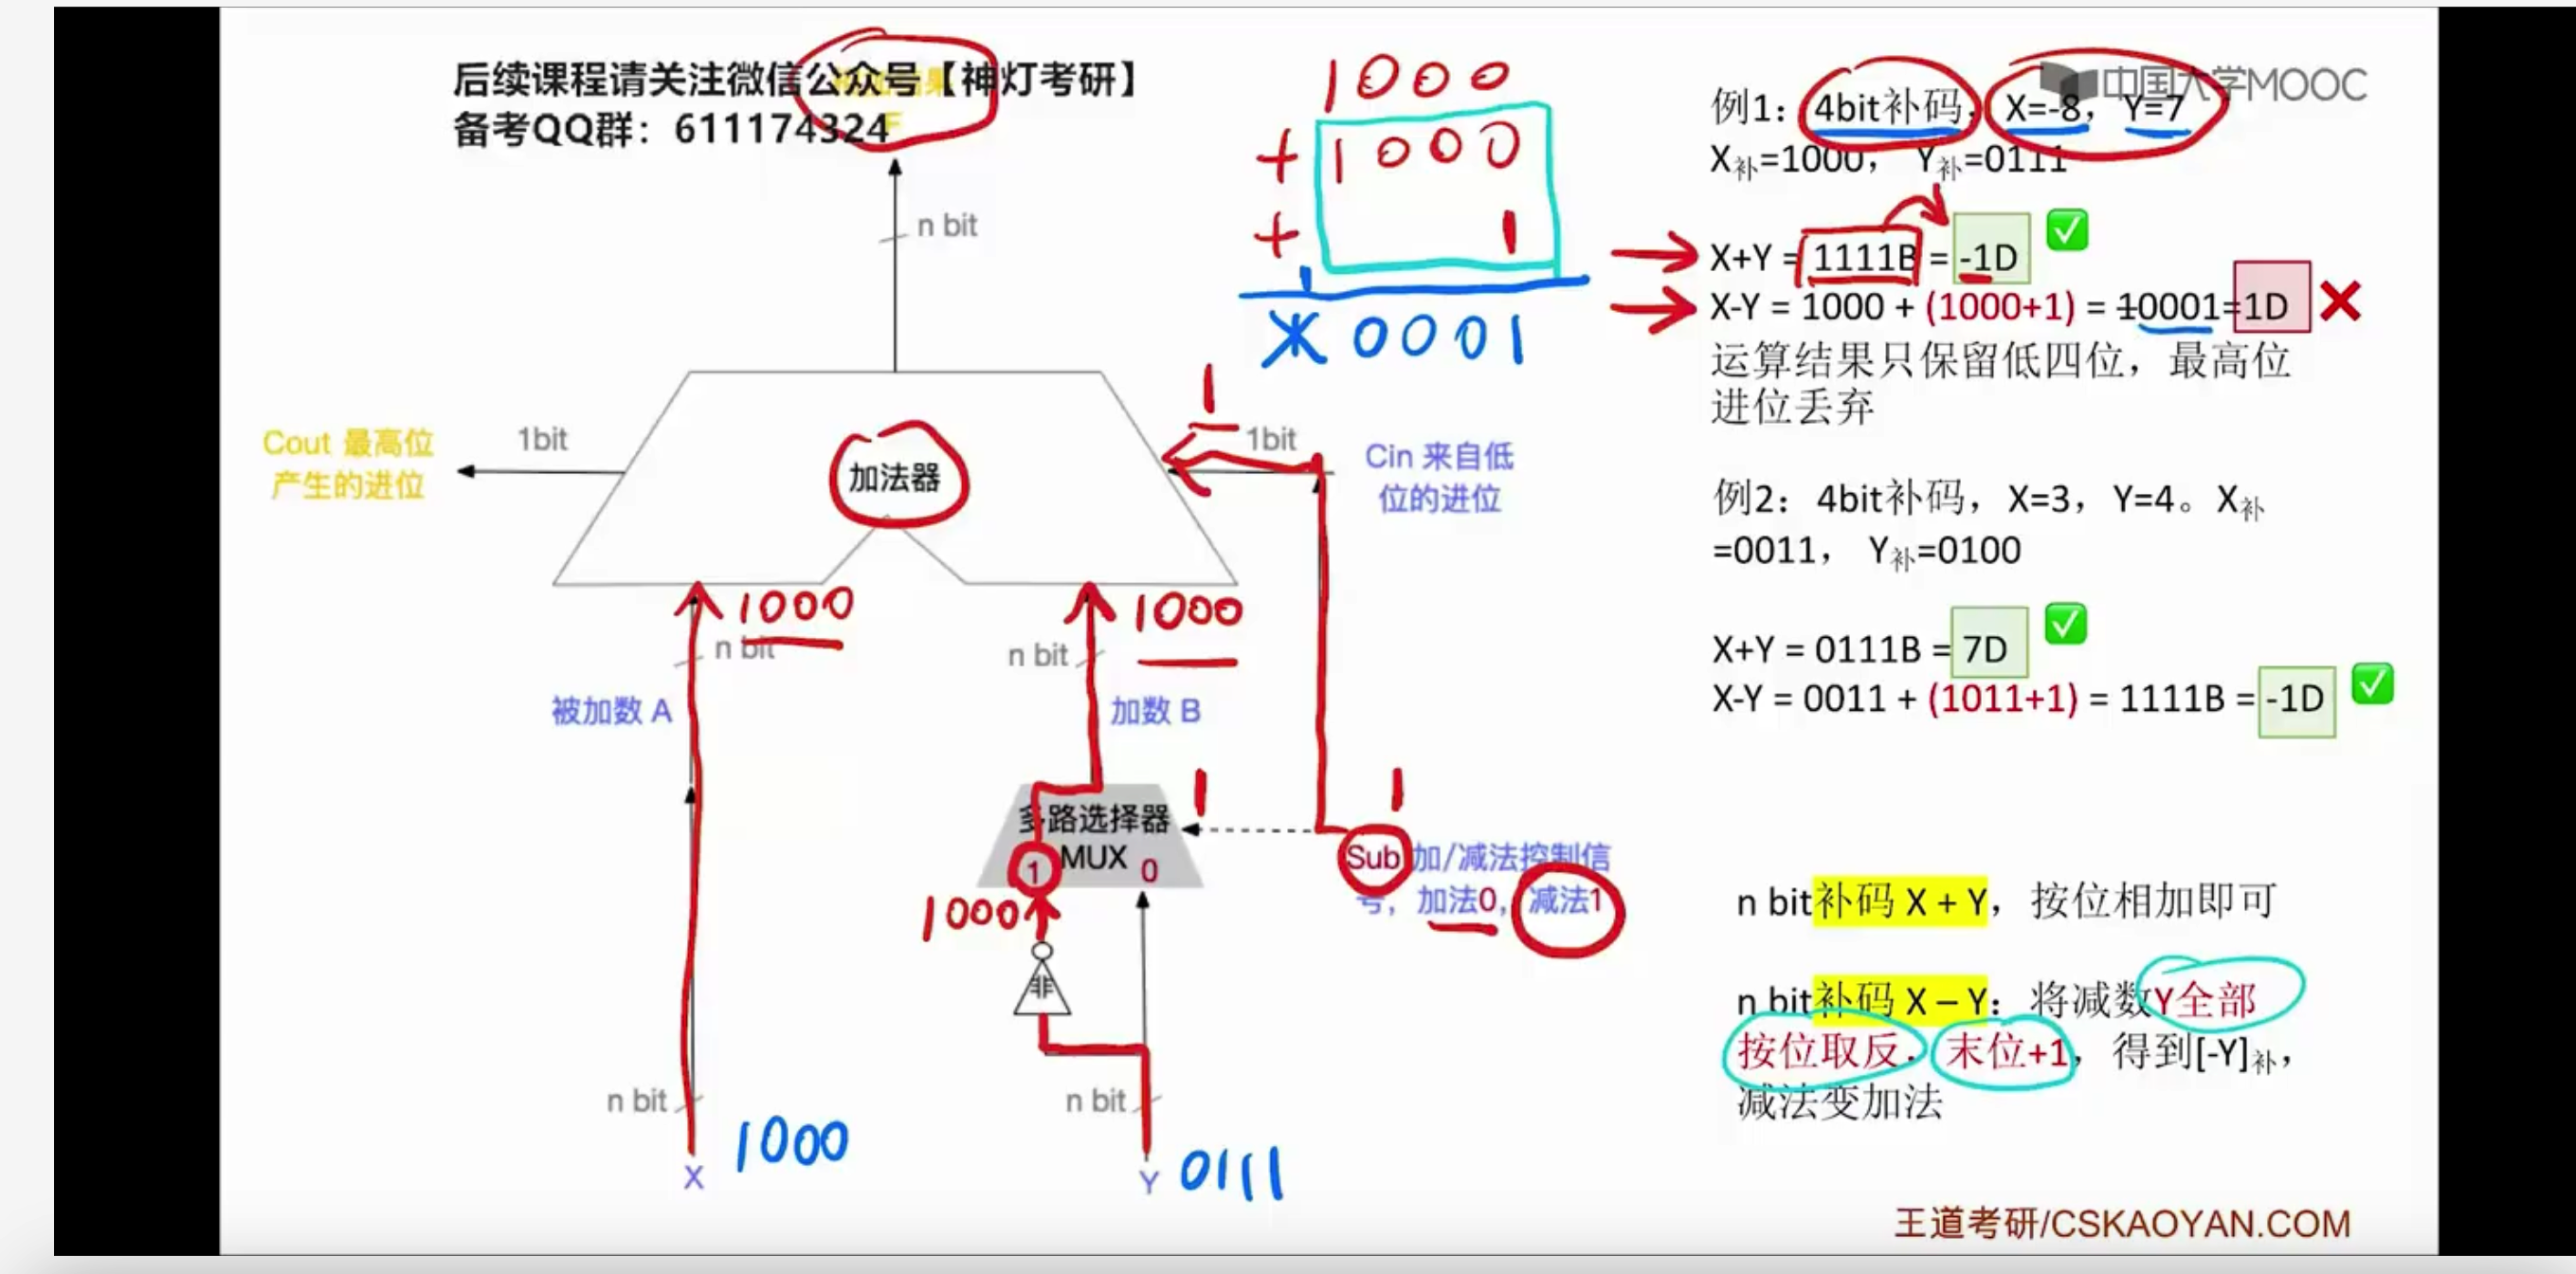 后续课程请关注微信公众号【神灯考研】
备考QQ群：611174324
F
n bit
Cout 最高位
产生的进位
1bit
加法器
1
1bit
Cin 来自低
位的进位
1000
n bit
被加数 A
1000
n bit
加数 B
多路选择器
MUX
1
0
1
1
Sub 加/减法控制信
号，加法0，减法1
1000
非
n bit
n bit
X
1000
Y
0111
1000
+ 1000
+ 1
1
10001
中国大学MOOC
例1：4bit补码，X=-8，Y=7
X补=1000， Y补=0111
X+Y = 1111B = -1D
X-Y = 1000 + (1000+1) = 10001=1D
运算结果只保留低四位，最高位
进位丢弃
例2：4bit补码，X=3，Y=4。X补
=0011， Y补=0100
X+Y = 0111B = 7D
X-Y = 0011 + (1011+1) = 1111B = -1D
n bit补码 X + Y，按位相加即可
n bit补码 X – Y：将减数Y全部
按位取反、末位+1，得到[-Y]补，
减法变加法
王道考研/CSKAOYAN.COM